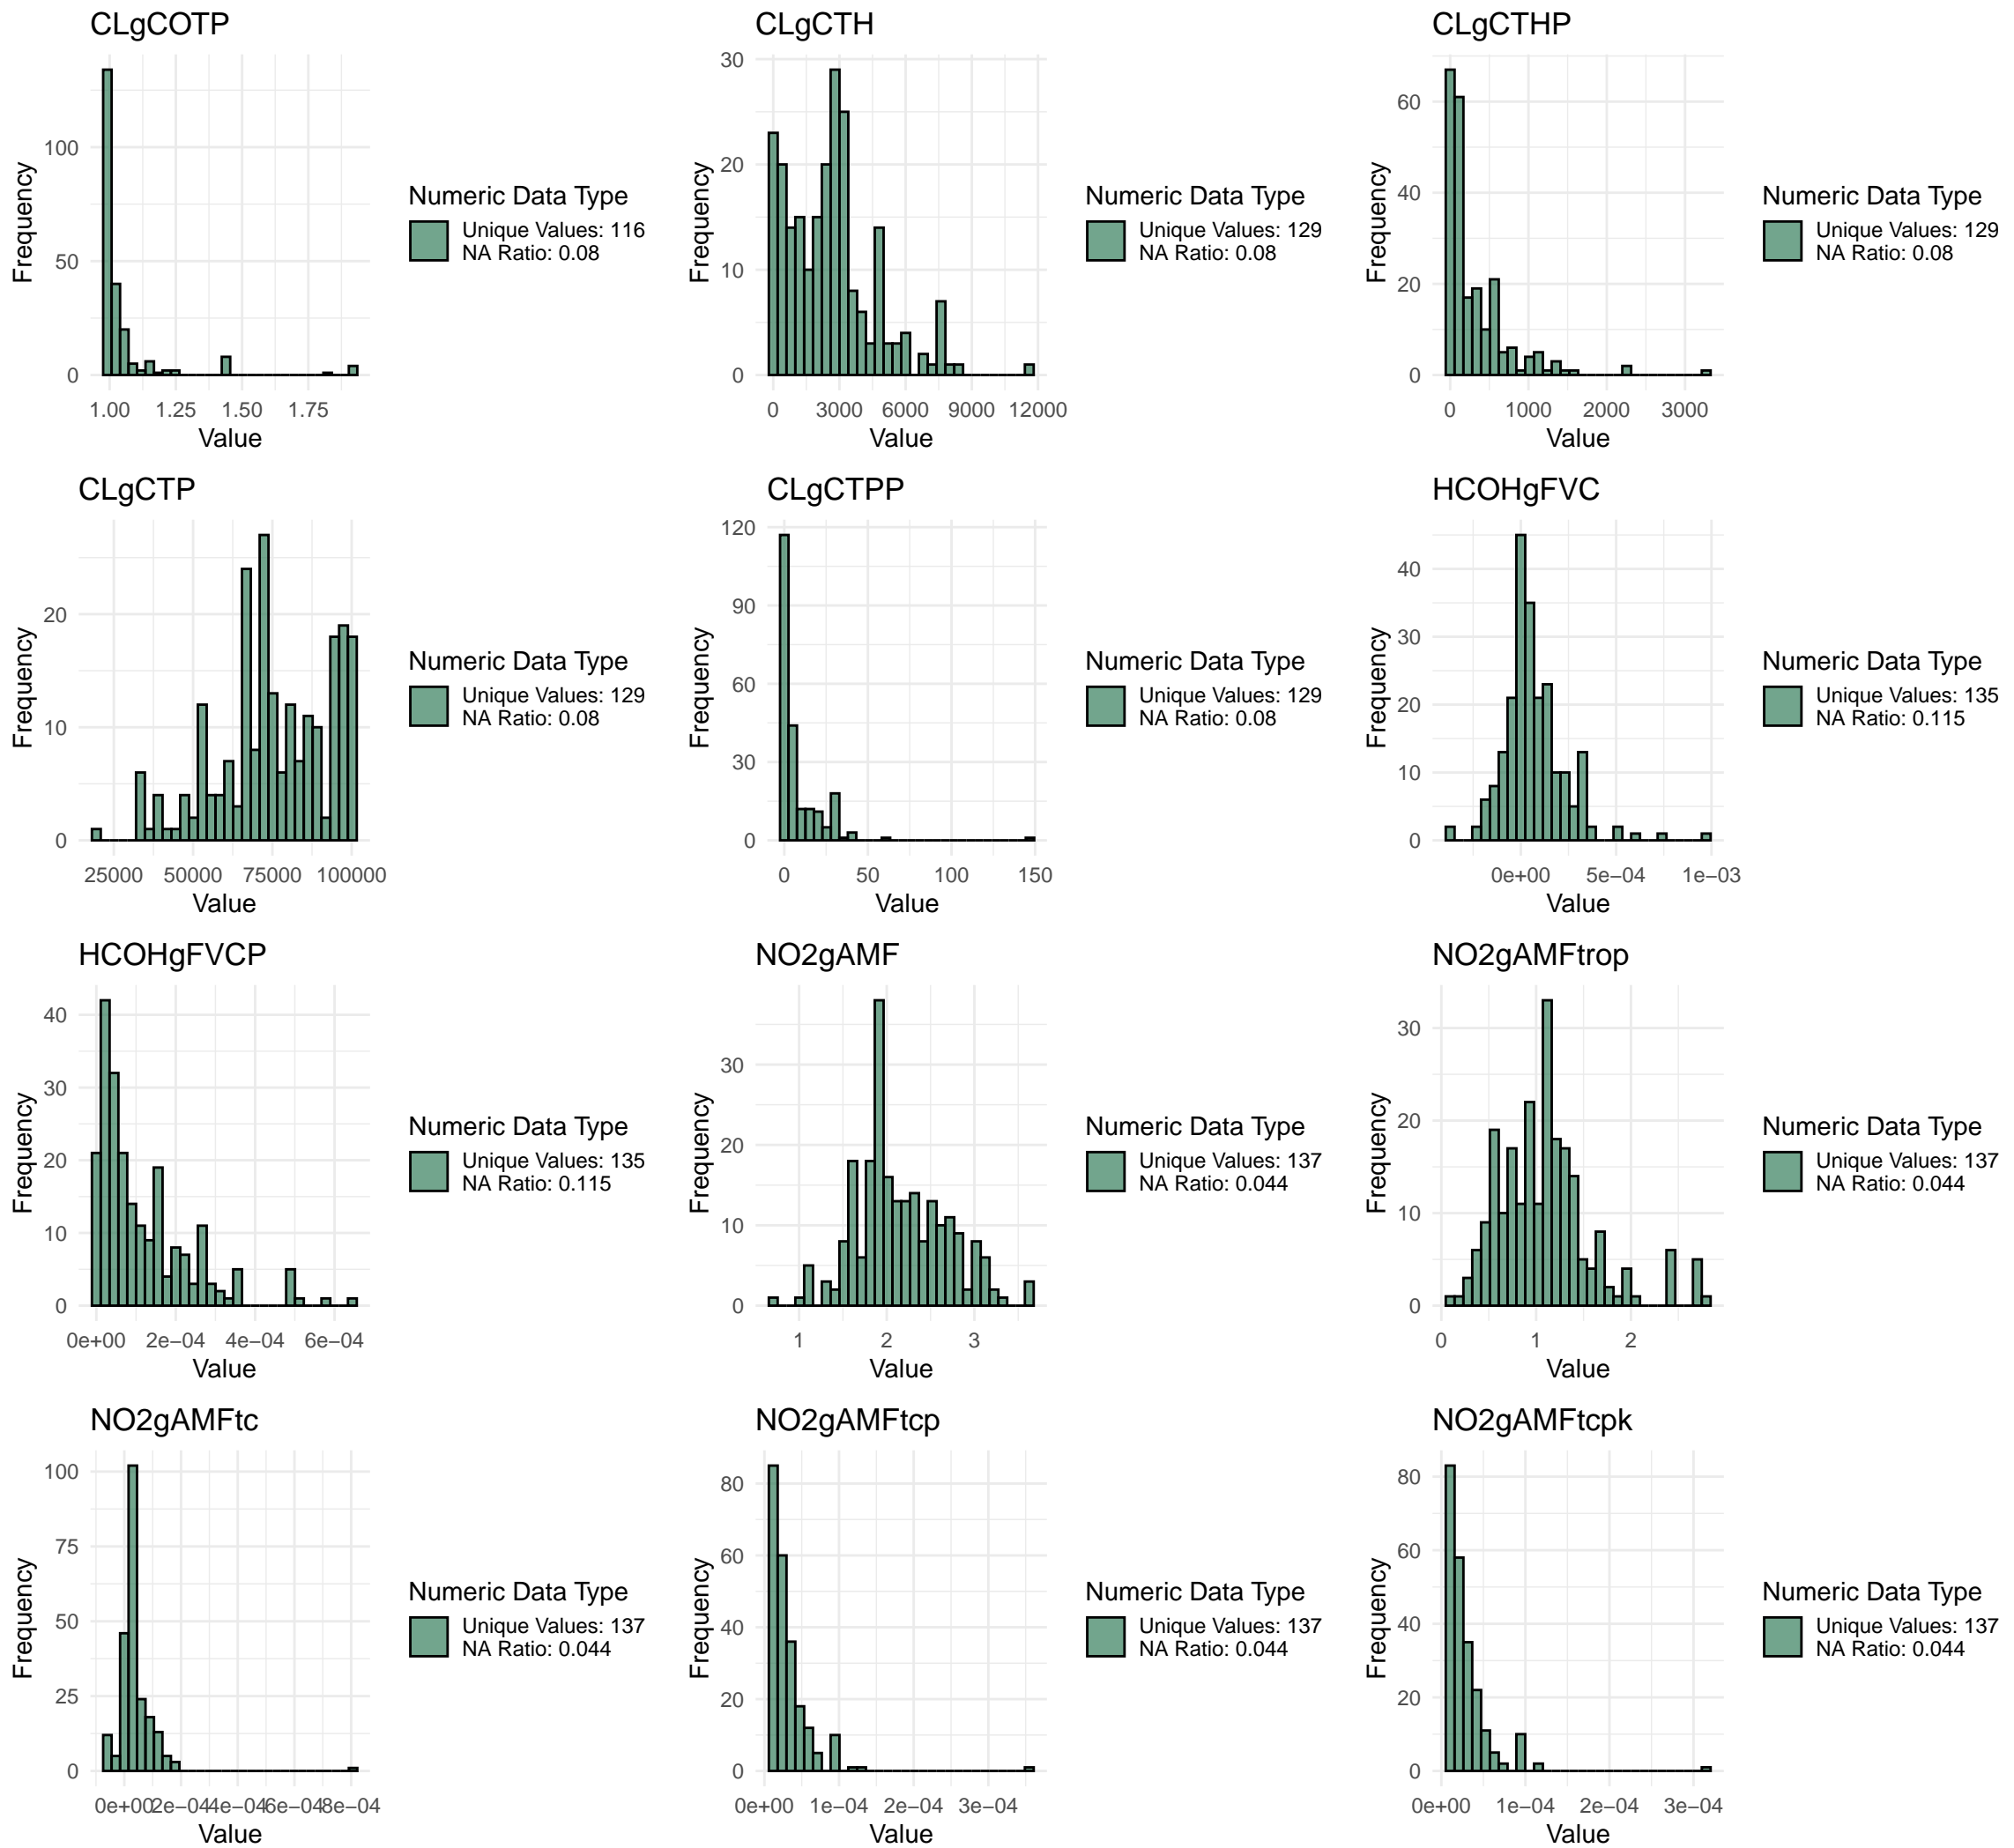 CLgCOTP
Frequency
100
50
0
1.00 1.25 1.50 1.75
Value
Numeric Data Type
Unique Values: 116
NA Ratio: 0.08
CLgCTH
Frequency
30
20
10
0
0 3000 6000 9000 12000
Value
Numeric Data Type
Unique Values: 129
NA Ratio: 0.08
CLgCTHP
Frequency
60
40
20
0
0 1000 2000 3000
Value
Numeric Data Type
Unique Values: 129
NA Ratio: 0.08
CLgCTP
Frequency
20
10
0
25000 50000 75000 100000
Value
Numeric Data Type
Unique Values: 129
NA Ratio: 0.08
CLgCTPP
Frequency
120
90
60
30
0
0 50 100 150
Value
Numeric Data Type
Unique Values: 129
NA Ratio: 0.08
HCOHgFVC
Frequency
40
30
20
10
0
0e+00 5e−04 1e−03
Value
Numeric Data Type
Unique Values: 135
NA Ratio: 0.115
HCOHgFVCP
Frequency
40
30
20
10
0
0e+00 2e−04 4e−04 6e−04
Value
Numeric Data Type
Unique Values: 135
NA Ratio: 0.115
NO2gAMF
Frequency
30
20
10
0
1 2 3
Value
Numeric Data Type
Unique Values: 137
NA Ratio: 0.044
NO2gAMFtrop
Frequency
30
20
10
0
0 1 2
Value
Numeric Data Type
Unique Values: 137
NA Ratio: 0.044
NO2gAMFtc
Frequency
100
75
50
25
0
0e+00 2e−04 4e−04 6e−04 8e−04
Value
Numeric Data Type
Unique Values: 137
NA Ratio: 0.044
NO2gAMFtcp
Frequency
80
60
40
20
0
0e+00 1e−04 2e−04 3e−04
Value
Numeric Data Type
Unique Values: 137
NA Ratio: 0.044
NO2gAMFtcpk
Frequency
80
60
40
20
0
0e+00 1e−04 2e−04 3e−04
Value
Numeric Data Type
Unique Values: 137
NA Ratio: 0.044